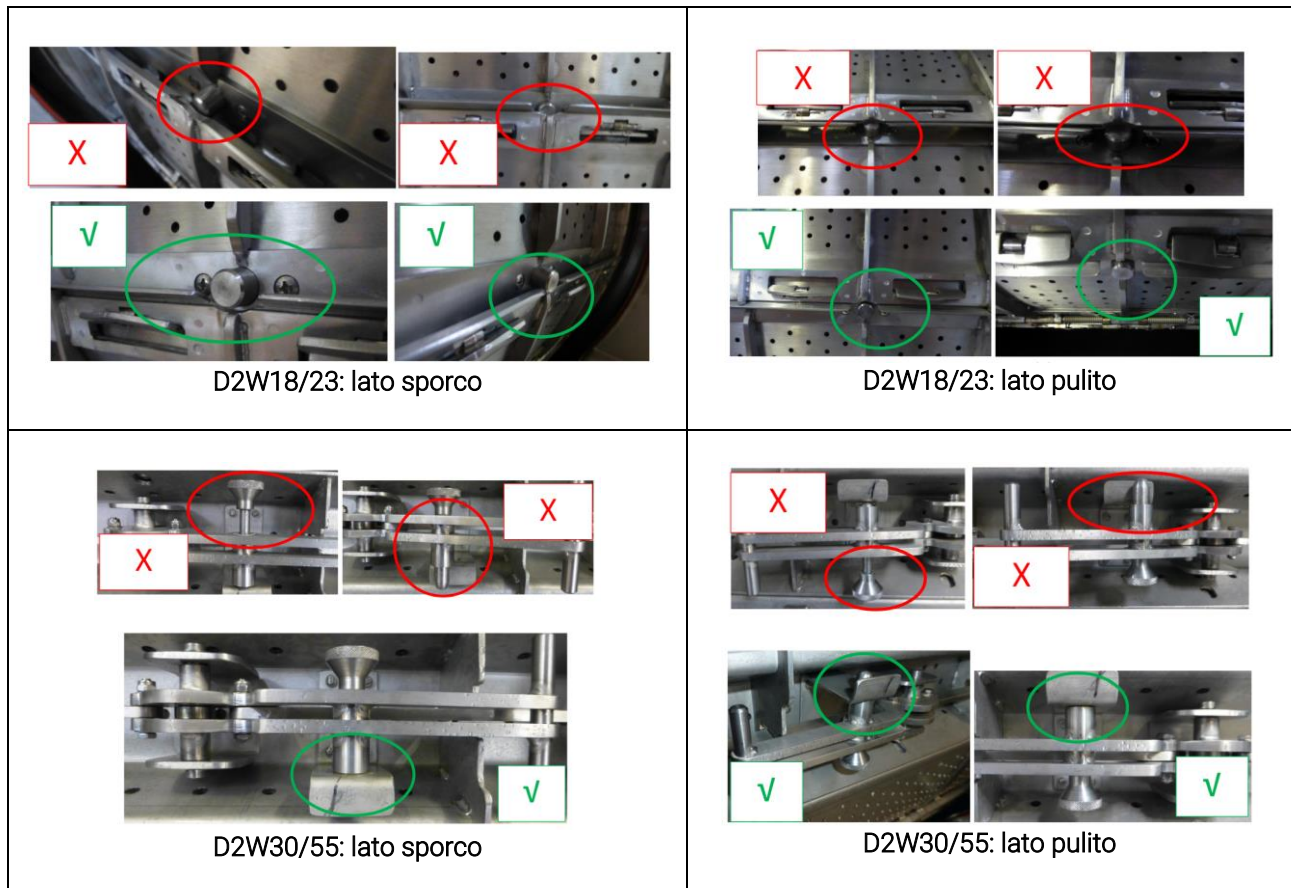 X
X
√
√
D2W18/23: lato sporco
X
X
√
√
D2W18/23: lato pulito
X
X
√
D2W30/55: lato sporco
X
X
√
√
D2W30/55: lato pulito